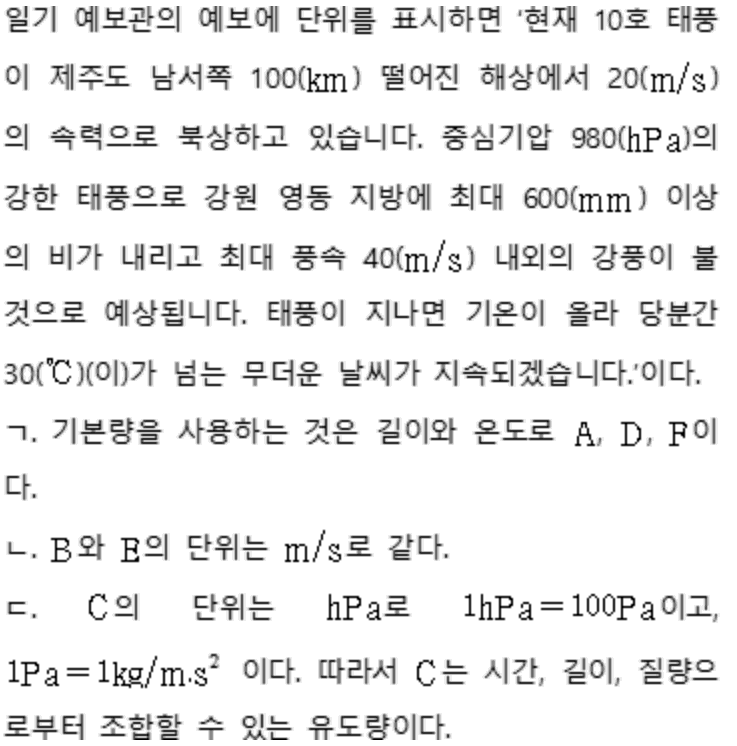 일기 예보관의 예보에 단위를 표시하면 '현재 10호 태풍
이 제주도 남서쪽 100(km) 떨어진 해상에서 20(m/s)
의 속력으로 북상하고 있습니다. 중심기압 980(hPa)의
강한 태풍으로 강원 영동 지방에 최대 600(mm) 이상
의 비가 내리고 최대 풍속 40(m/s) 내외의 강풍이 불
것으로 예상됩니다. 태풍이 지나면 기온이 올라 당분간
30(℃)(이)가 넘는 무더운 날씨가 지속되겠습니다.'이다.
ㄱ. 기본량을 사용하는 것은 길이와 온도로 A, D, F이
다.
ㄴ. B와 E의 단위는 m/s로 같다.
ㄷ. C의 단위는 hPa로 1hPa=100Pa이고,
1Pa=1kg/m.s² 이다. 따라서 C는 시간, 길이, 질량으
로부터 조합할 수 있는 유도량이다.